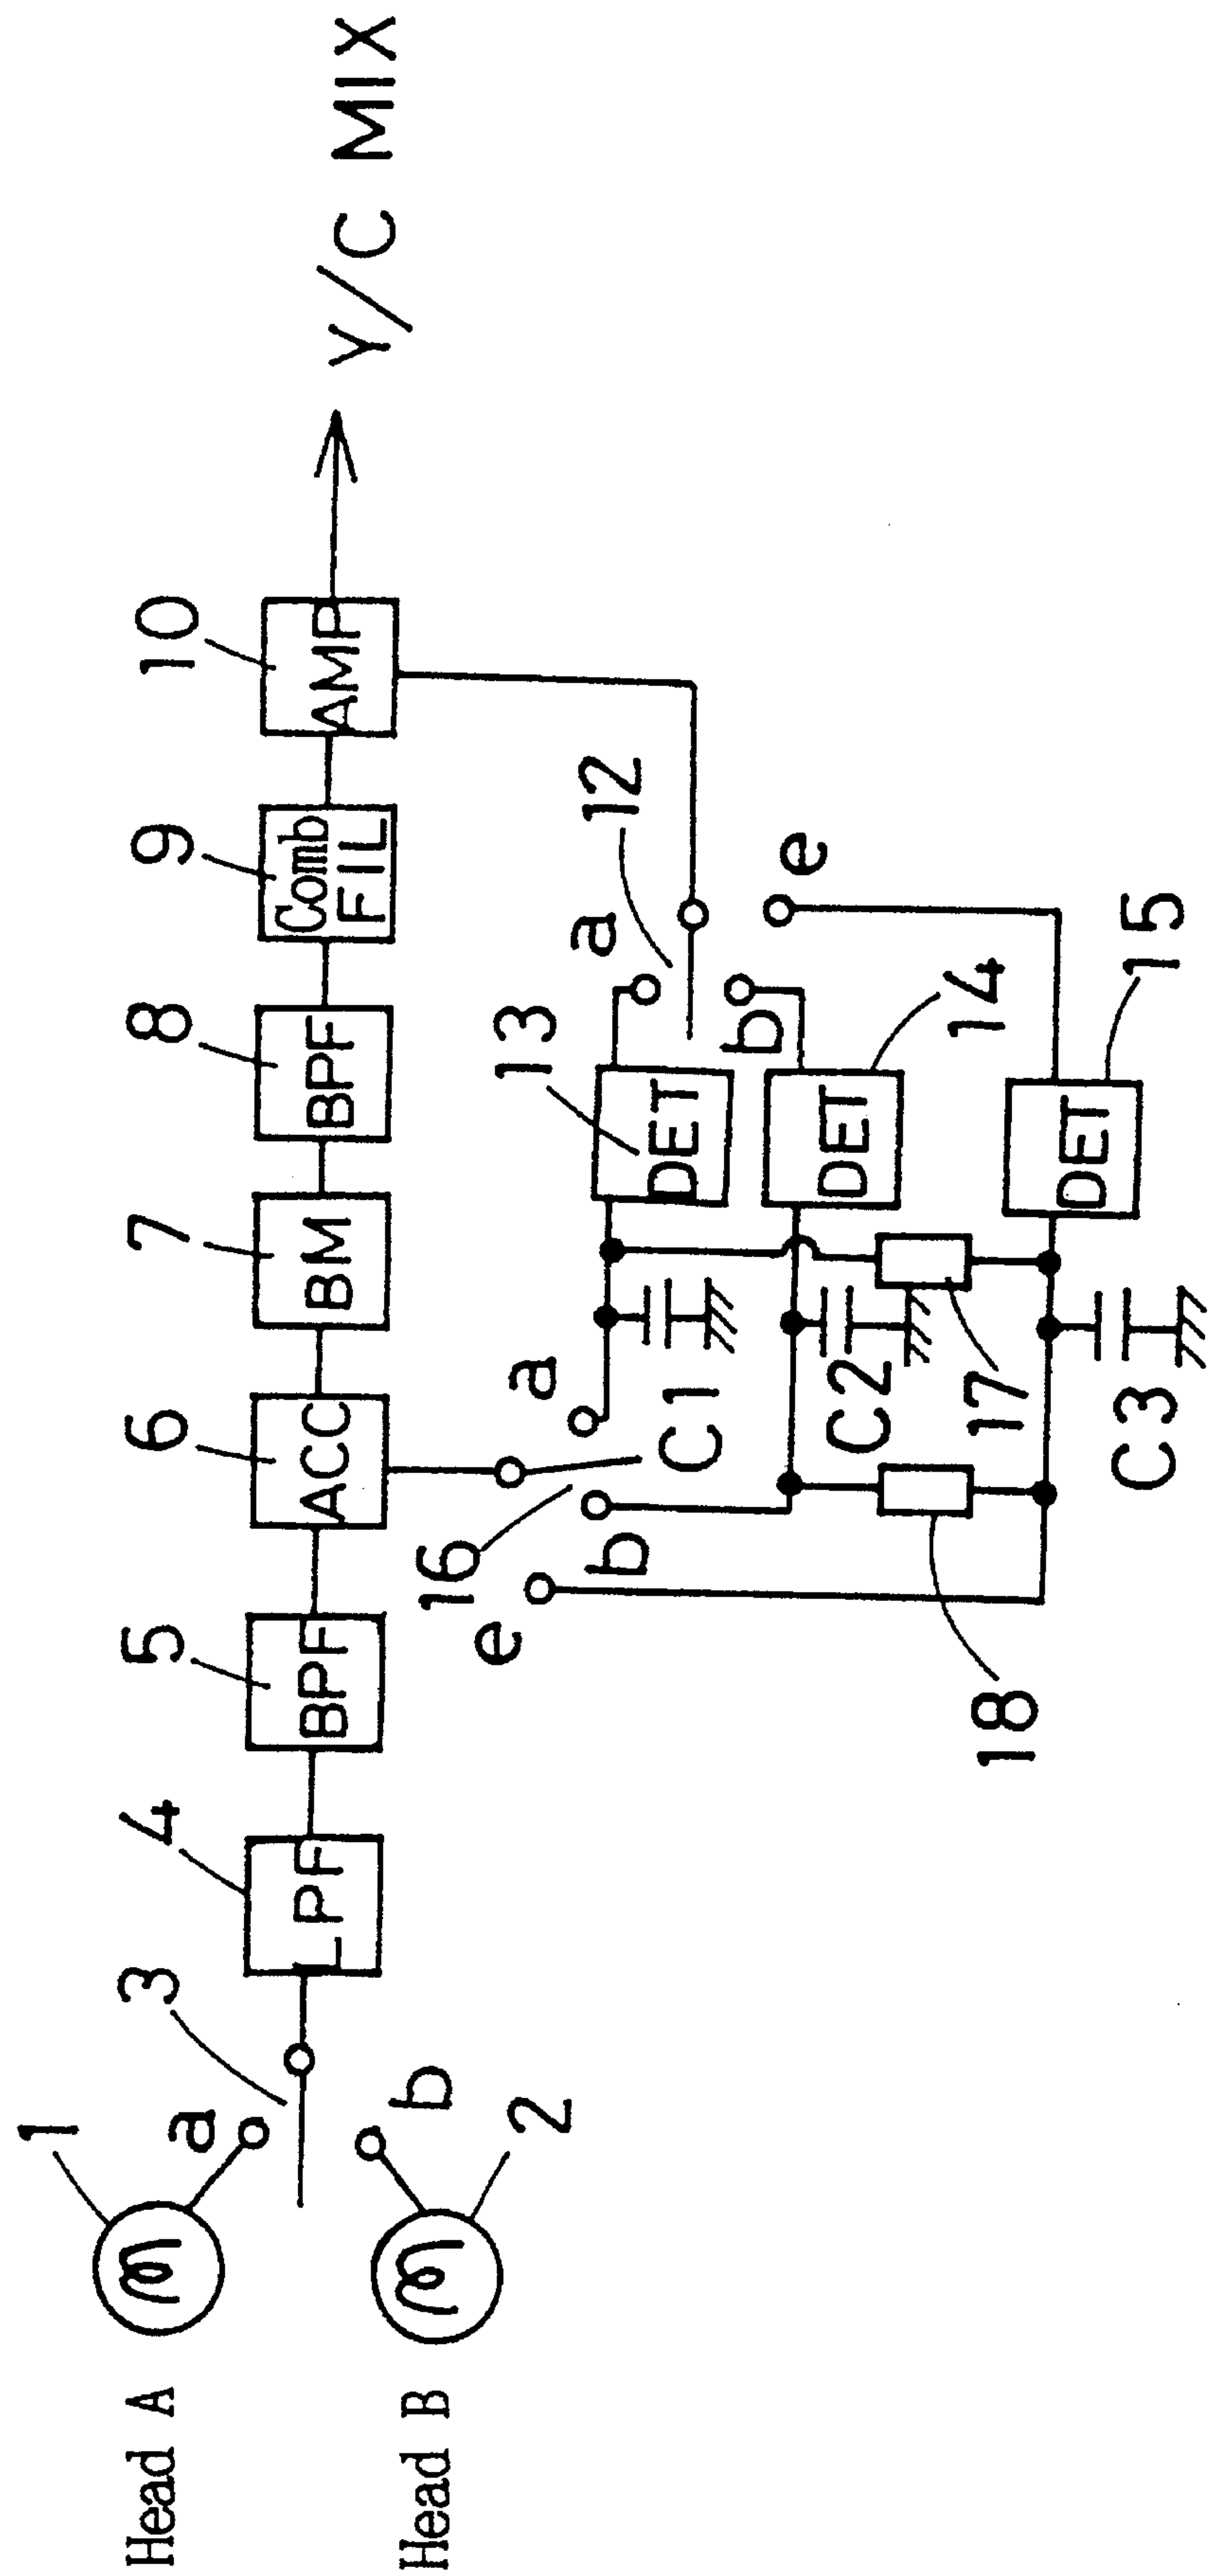 Head A
Head B
1
2
a
b
3
4
LPF
5
BPF
6
ACC
7
BM
8
BPF
9
Comb
FIL
10
AMP
Y/C MIX
16
a
b
e
C1
C2
C3
17
18
13
DET
14
DET
15
DET
12
a
b
e